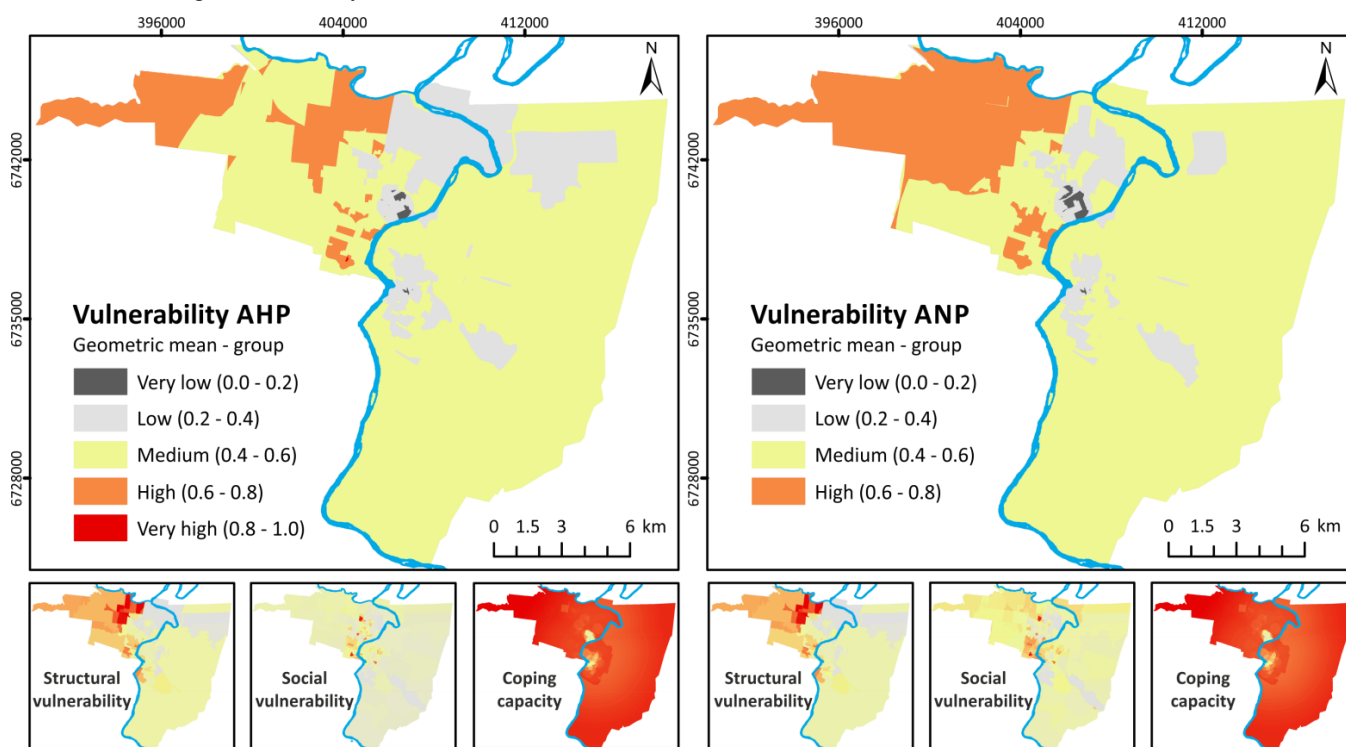 396000 404000 412000
396000 404000 412000
N
N
6742000
6742000
6735000
6735000
6728000
6728000
Vulnerability AHP
Geometric mean - group
Very low (0.0 - 0.2)
Low (0.2 - 0.4)
Medium (0.4 - 0.6)
High (0.6 - 0.8)
Very high (0.8 - 1.0)
0 1.5 3 6 km
Vulnerability ANP
Geometric mean - group
Very low (0.0 - 0.2)
Low (0.2 - 0.4)
Medium (0.4 - 0.6)
High (0.6 - 0.8)
0 1.5 3 6 km
Structural
vulnerability
Social
vulnerability
Coping
capacity
Structural
vulnerability
Social
vulnerability
Coping
capacity